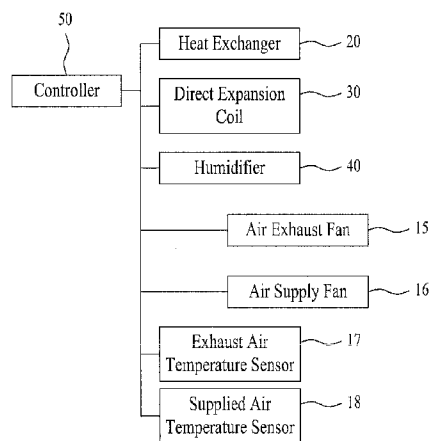 50
Controller
Heat Exchanger
20
Direct Expansion
Coil
30
Humidifier
40
Air Exhaust Fan
15
Air Supply Fan
16
Exhaust Air
Temperature Sensor
17
Supplied Air
Temperature Sensor
18